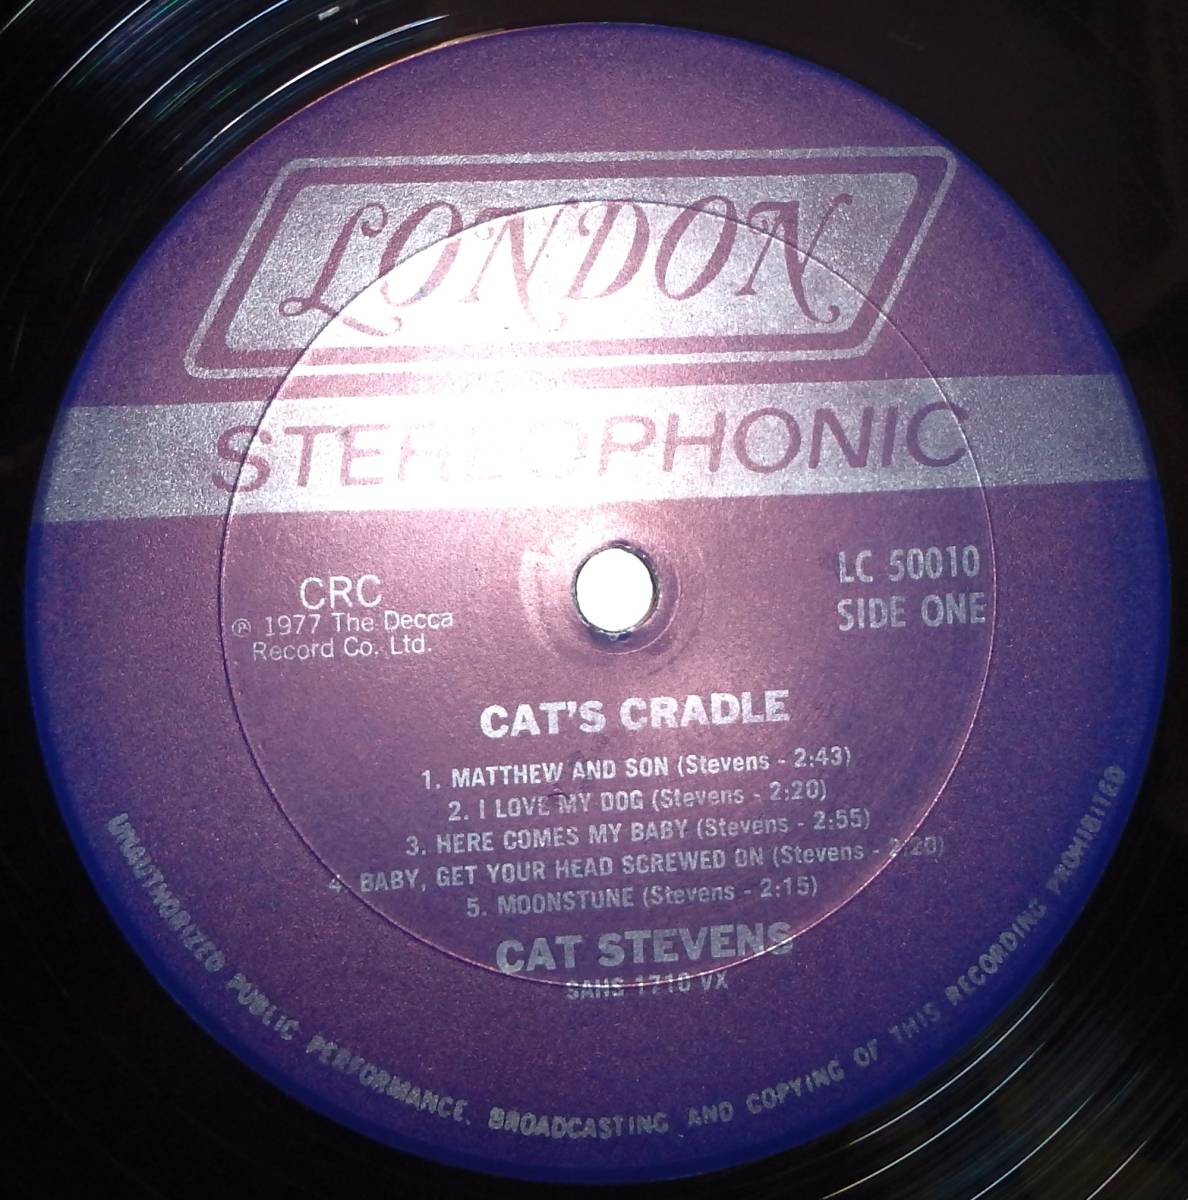 LONDON
STEREOPHONIC
CRC
℗ 1977 The Decca
Record Co. Ltd.
LC 50010
SIDE ONE
CAT'S CRADLE
1. MATTHEW AND SON (Stevens - 2:43)
2. I LOVE MY DOG (Stevens - 2:20)
3. HERE COMES MY BABY (Stevens - 2:55)
4. BABY, GET YOUR HEAD SCREWED ON (Stevens - 2:20)
5. MOONSTUNE (Stevens - 2:15)
CAT STEVENS
SAHS 1710 VX
UNAUTHORIZED PUBLIC PERFORMANCE, BROADCASTING AND COPYING OF THIS RECORDING PROHIBITED